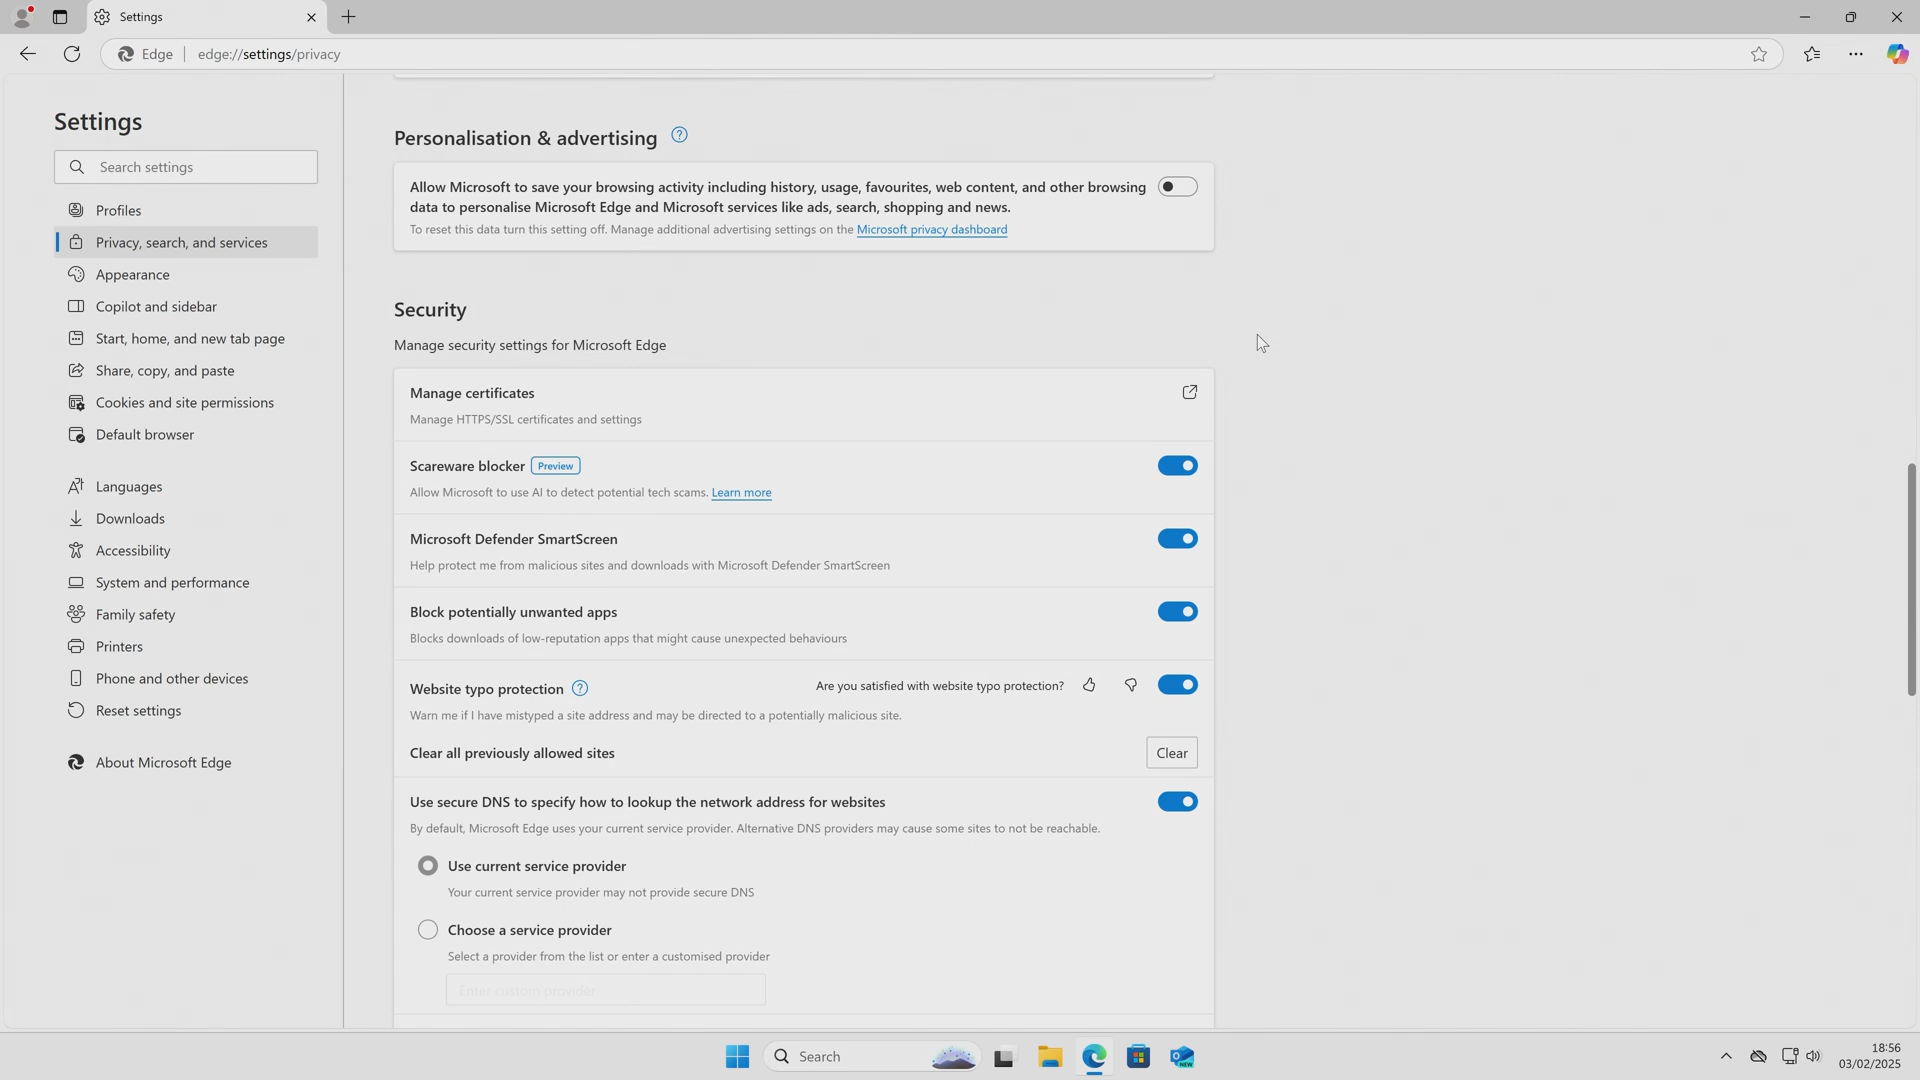 Settings
Edge
edge://settings/privacy
Settings
Search settings
Profiles
Privacy, search, and services
Appearance
Copilot and sidebar
Start, home, and new tab page
Share, copy, and paste
Cookies and site permissions
Default browser
Languages
Downloads
Accessibility
System and performance
Family safety
Printers
Phone and other devices
Reset settings
About Microsoft Edge
Personalisation & advertising
Allow Microsoft to save your browsing activity including history, usage, favourites, web content, and other browsing
data to personalise Microsoft Edge and Microsoft services like ads, search, shopping and news.
To reset this data turn this setting off. Manage additional advertising settings on the Microsoft privacy dashboard
Security
Manage security settings for Microsoft Edge
Manage certificates
Manage HTTPS/SSL certificates and settings
Scareware blocker Preview
Allow Microsoft to use AI to detect potential tech scams. Learn more
Microsoft Defender SmartScreen
Help protect me from malicious sites and downloads with Microsoft Defender SmartScreen
Block potentially unwanted apps
Blocks downloads of low-reputation apps that might cause unexpected behaviours
Website typo protection
Are you satisfied with website typo protection?
Warn me if I have mistyped a site address and may be directed to a potentially malicious site.
Clear all previously allowed sites
Clear
Use secure DNS to specify how to lookup the network address for websites
By default, Microsoft Edge uses your current service provider. Alternative DNS providers may cause some sites to not be reachable.
Use current service provider
Your current service provider may not provide secure DNS
Choose a service provider
Select a provider from the list or enter a customised provider
Enter custom provider
Search
NEW
18:56
03/02/2025